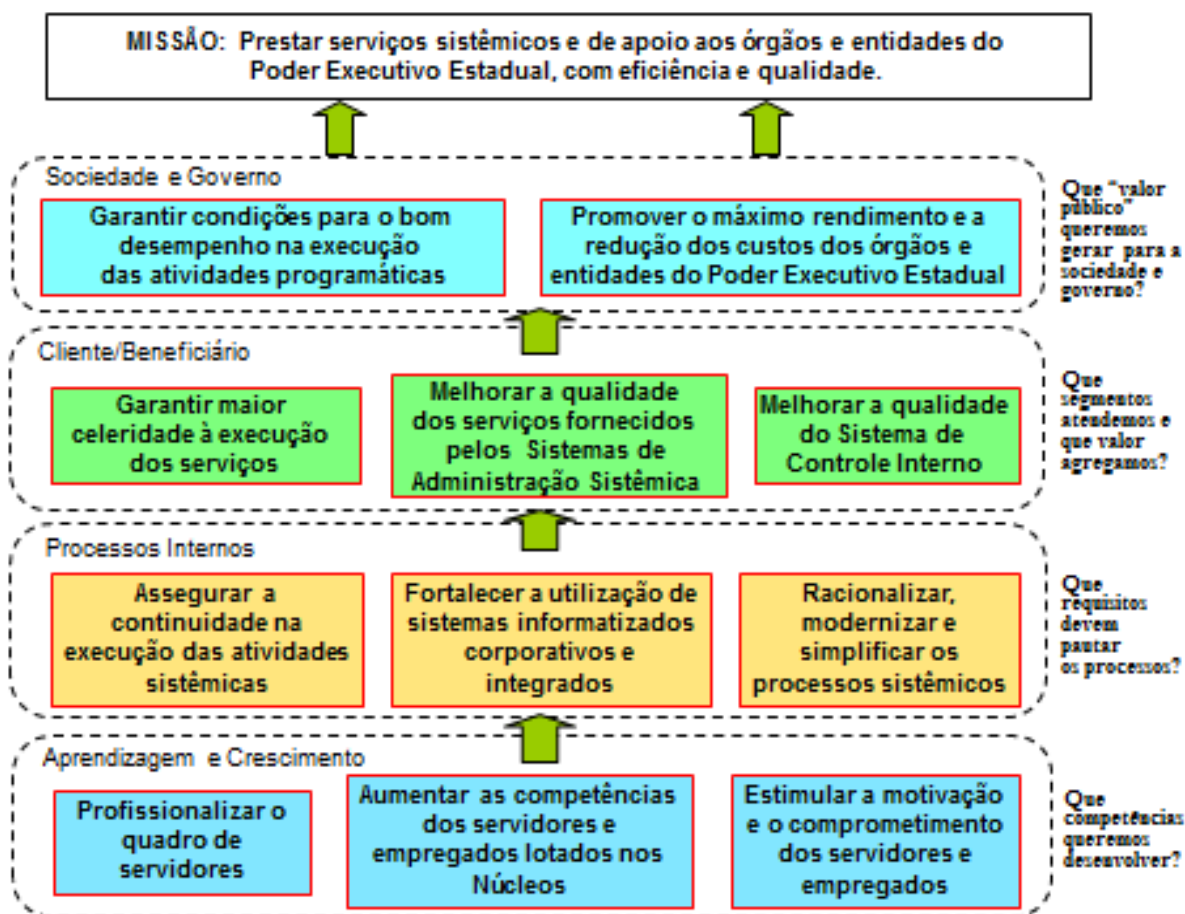 MISSÃO: Prestar serviços sistêmicos e de apoio aos órgãos e entidades do
Poder Executivo Estadual, com eficiência e qualidade.
Sociedade e Governo
Garantir condições para o bom
desempenho na execução
das atividades programáticas
Promover o máximo rendimento e a
redução dos custos dos órgãos e
entidades do Poder Executivo Estadual
Que "valor
público"
queremos
gerar para a
sociedade e
governo?
Cliente/Beneficiário
Garantir maior
celeridade à execução
dos serviços
Melhorar a qualidade
dos serviços fornecidos
pelos Sistemas de
Administração Sistêmica
Melhorar a qualidade
do Sistema de
Controle Interno
Que
segmentos
atendemos e
que valor
agregamos?
Processos Internos
Assegurar a
continuidade na
execução das atividades
sistêmicas
Fortalecer a utilização de
sistemas informatizados
corporativos e
integrados
Racionalizar,
modernizar e
simplificar os
processos sistêmicos
Que
requisitos
devem
pautar
os processos?
Aprendizagem e Crescimento
Profissionalizar o
quadro de
servidores
Aumentar as competências
dos servidores e
empregados lotados nos
Núcleos
Estimular a motivação
e o comprometimento
dos servidores e
empregados
Que
competências
queremos
desenvolver?